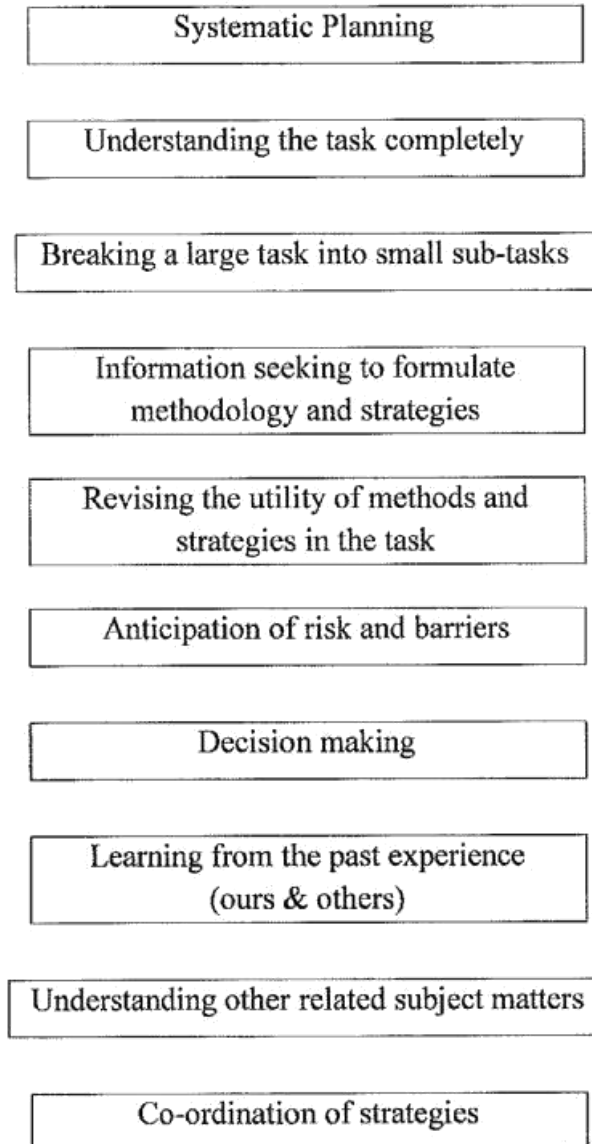 Systematic Planning
Understanding the task completely
Breaking a large task into small sub-tasks
Information seeking to formulate
methodology and strategies
Revising the utility of methods and
strategies in the task
Anticipation of risk and barriers
Decision making
Learning from the past experience
(ours & others)
Understanding other related subject matters
Co-ordination of strategies